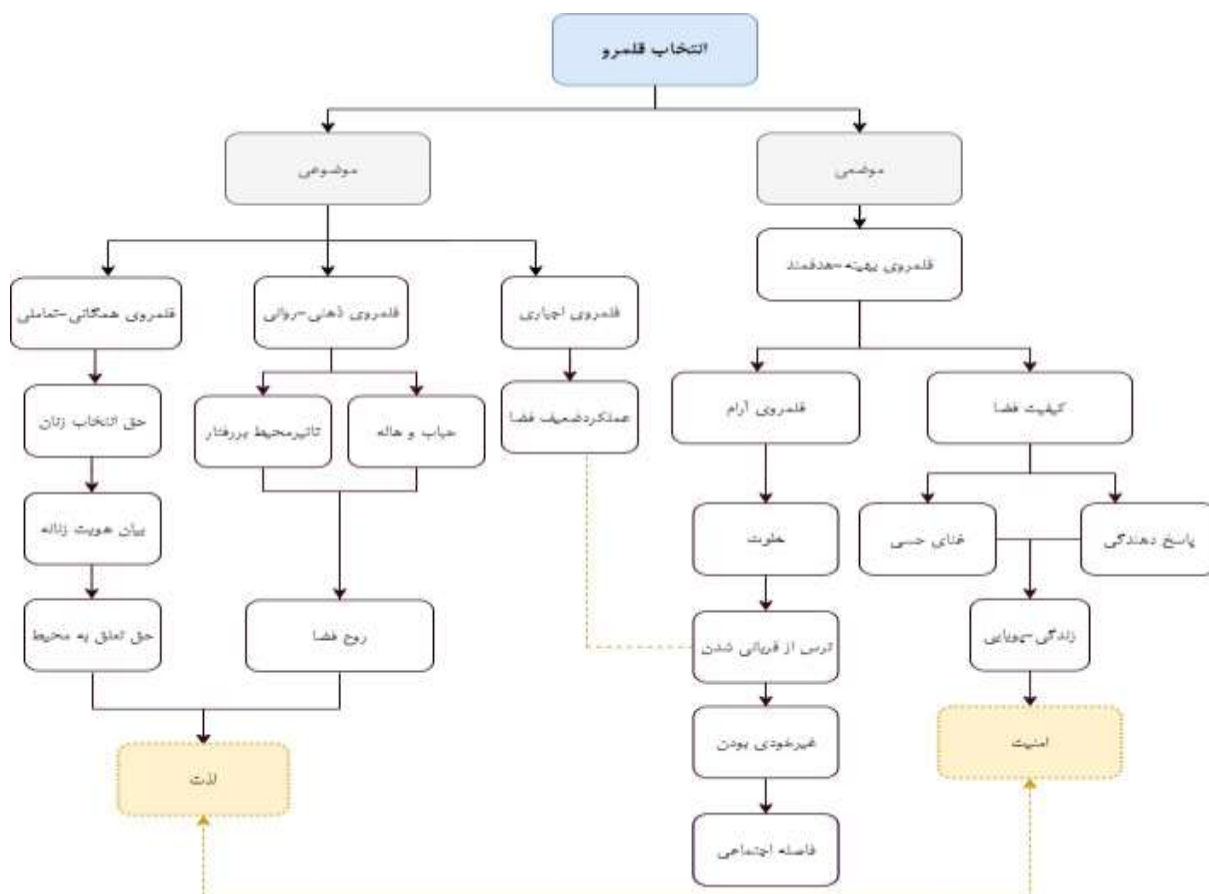 انتخاب قلمرو
موضعی
موضوعی
قلمروی بهینه-هدفمند
قلمروی اجباری
قلمروی ذهنی-روانی
قلمروی همگانی-تعاملی
کیفیت فضا
قلمروی آرام
عملکردضعیف فضا
حباب و هاله
تاثیرمحیط بررفتار
حق انتخاب زنان
پاسخ دهندگی
غنای حسی
خلوت
بیان هویت زنانه
زندگی-پویایی
ترس از قربانی شدن
روح فضا
حق تعلق به محیط
امنیت
غیرخودی بودن
لذت
فاصله اجتماعی